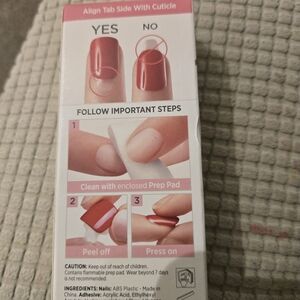 Align Tab Side With Cuticle
YES
NO
FOLLOW IMPORTANT STEPS
1
Clean with enclosed Prep Pad
2
3
Peel off
Press on
CAUTION: Keep out of reach of children.
Contains flammable prep pad. Wear beyond 7 days
is not recommended.
INGREDIENTS: Nails: ABS Plastic - Made in
China. Adhesive: Acrylic Acid, Ethylhexyl